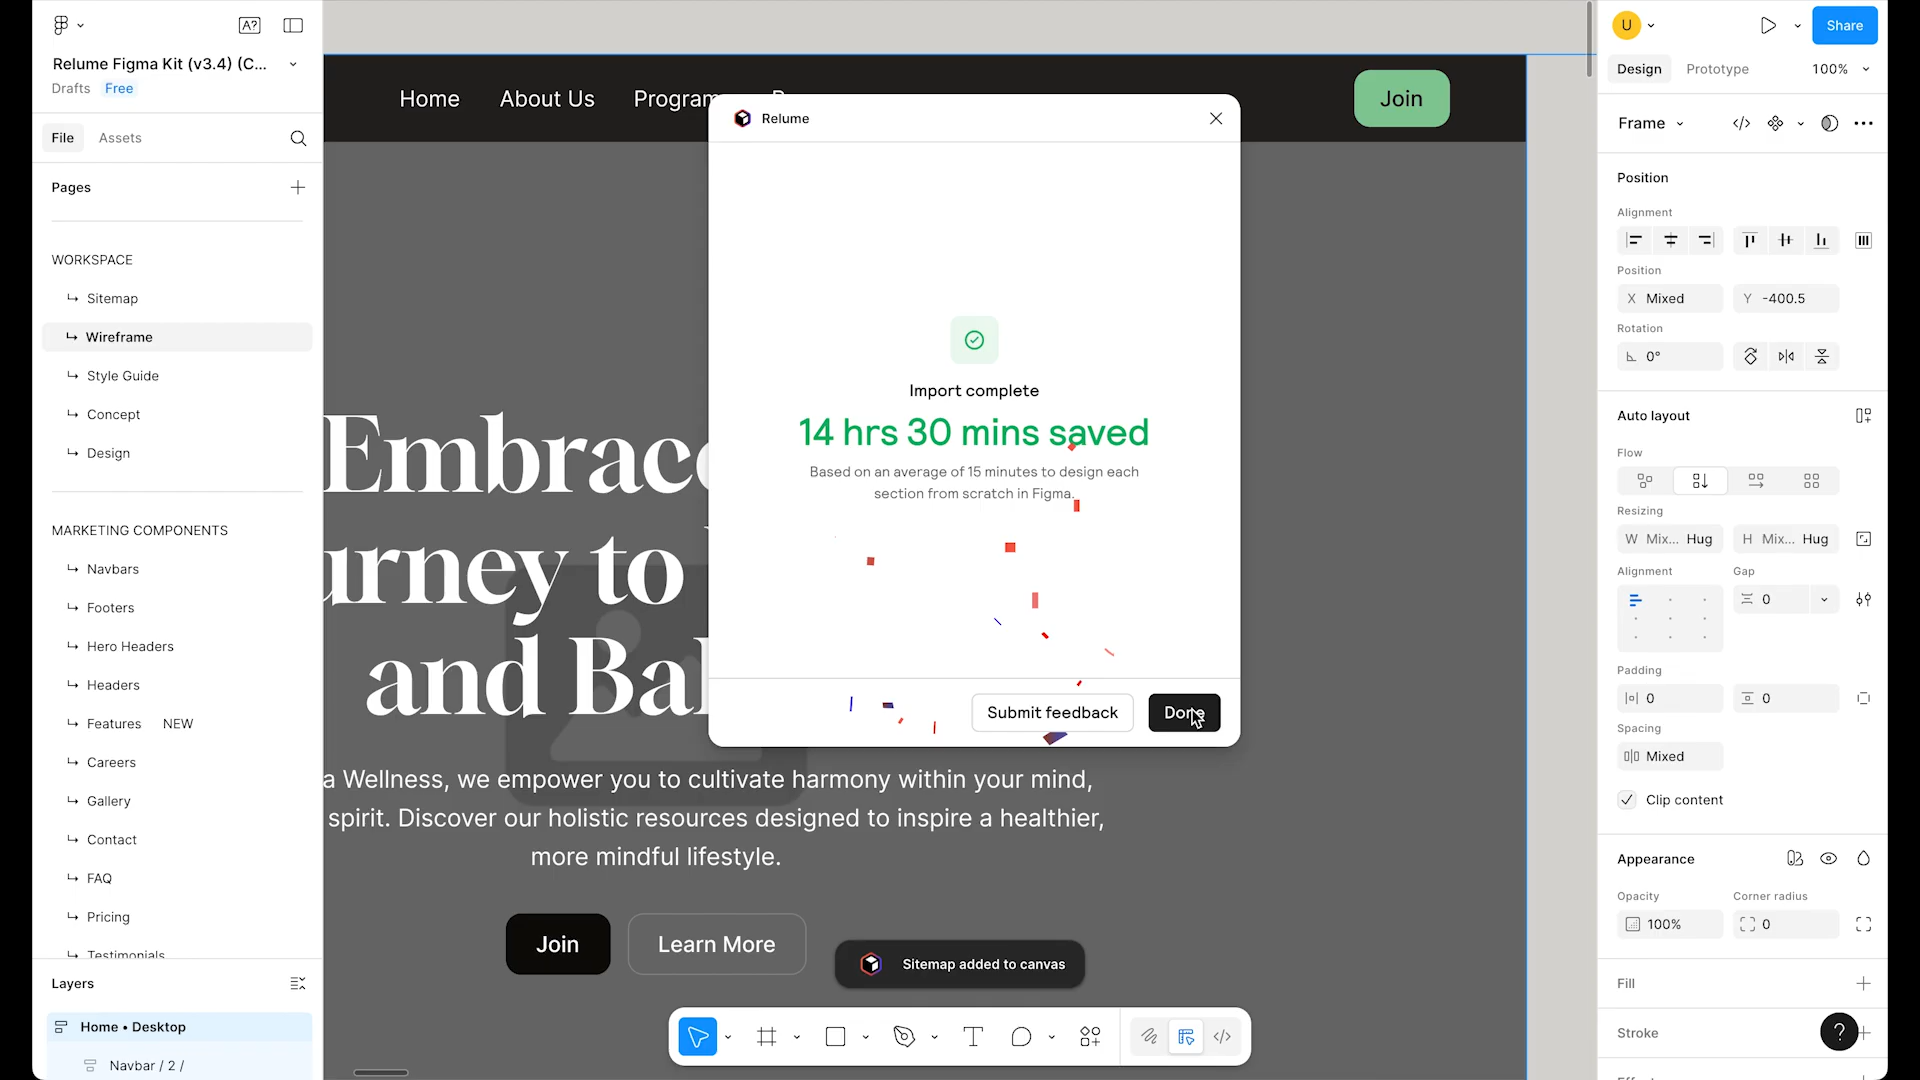 A?
Relume Figma Kit (v3.4) (C...
Drafts Free
File Assets
Pages
WORKSPACE
Sitemap
Wireframe
Style Guide
Concept
Design
MARKETING COMPONENTS
Navbars
Footers
Hero Headers
Headers
Features NEW
Careers
Gallery
Contact
FAQ
Pricing
Testimonials
Layers
Home • Desktop
Navbar / 2 /
Home About Us Program
Join
Embrace
urney to
and Bal
a Wellness, we empower you to cultivate harmony within your mind,
spirit. Discover our holistic resources designed to inspire a healthier,
more mindful lifestyle.
Join Learn More
Relume
Import complete
14 hrs 30 mins saved
Based on an average of 15 minutes to design each
section from scratch in Figma.
Submit feedback Done
Sitemap added to canvas
U Share
Design Prototype 100%
Frame
Position
Alignment
Position
X Mixed Y -400.5
Rotation
0°
Auto layout
Flow
Resizing
W Mix... Hug H Mix... Hug
Alignment Gap
0
Padding
0 0
Spacing
Mixed
Clip content
Appearance
Opacity Corner radius
100% 0
Fill
Stroke
?